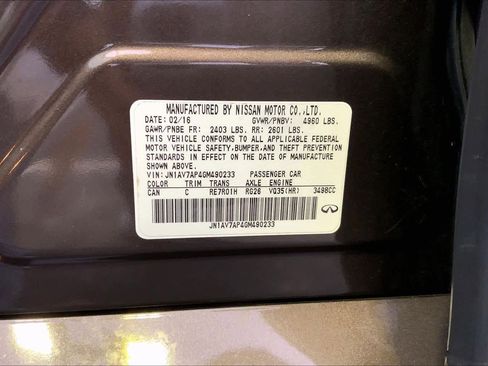 MANUFACTURED BY NISSAN MOTOR CO.,LTD.
DATE: 02/16 GVWR/PNBV: 4960 LBS.
GAWR/PNBE FR: 2403 LBS. RR: 2601 LBS.
THIS VEHICLE CONFORMS TO ALL APPLICABLE FEDERAL
MOTOR VEHICLE SAFETY,BUMPER,AND THEFT PREVENTION
STANDARDS IN EFFECT ON THE DATE OF MANUFACTURE
SHOWN ABOVE.
VIN: JN1AV7AP4GM490233 PASSENGER CAR
COLOR TRIM TRANS AXLE ENGINE
CAN C RE7R01H RG26 VQ35(HR) 3498CC
JN1AV7AP4GM490233
INFINITI